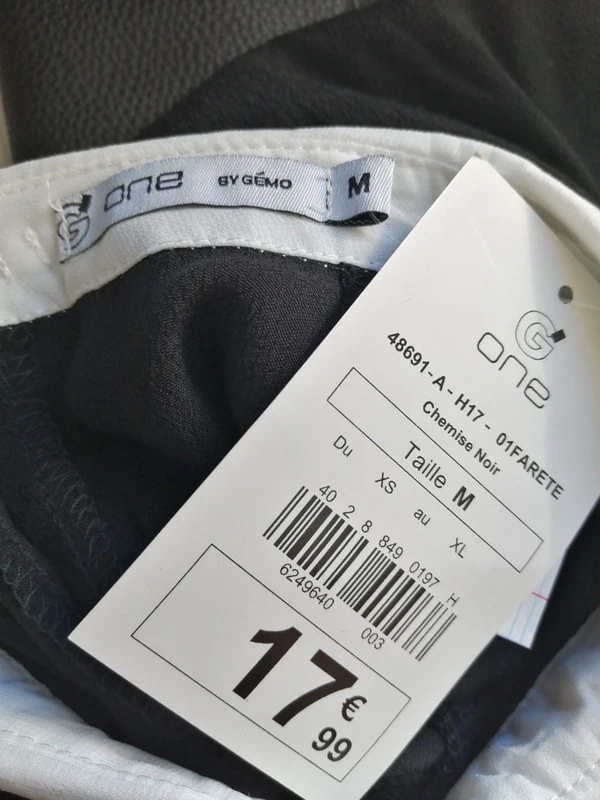 G one BY GÉMO M
G
one
48691-A-H17 - 01FARETE
Chemise Noir
Taille M
Du XS au XL
40 2 8 849 0197 H
6249640 003
17€99